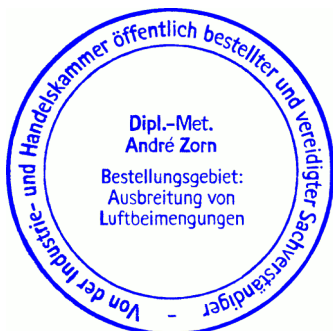 Von der Industrie- und Handelskammer öffentlich bestellter und vereidigter Sachverständiger -
Dipl.-Met.
André Zorn
Bestellungsgebiet:
Ausbreitung von
Luftbeimengungen